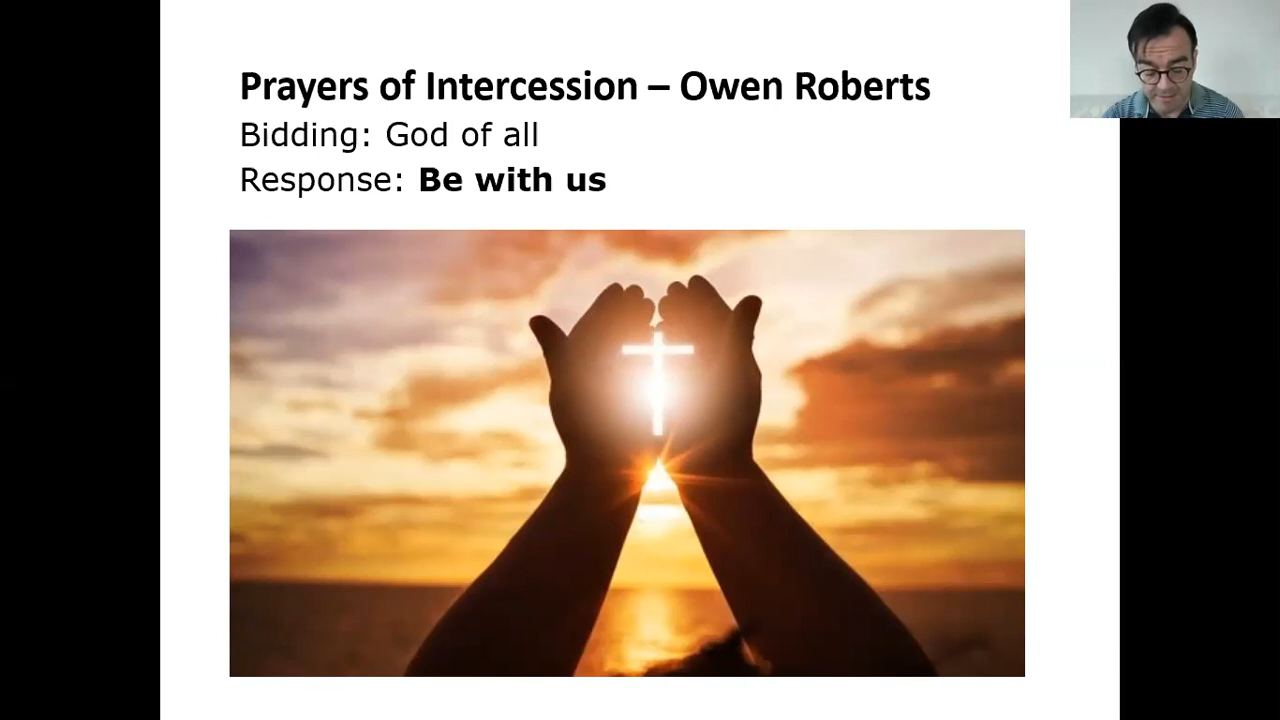 Prayers of Intercession – Owen Roberts
Bidding: God of all
Response: Be with us